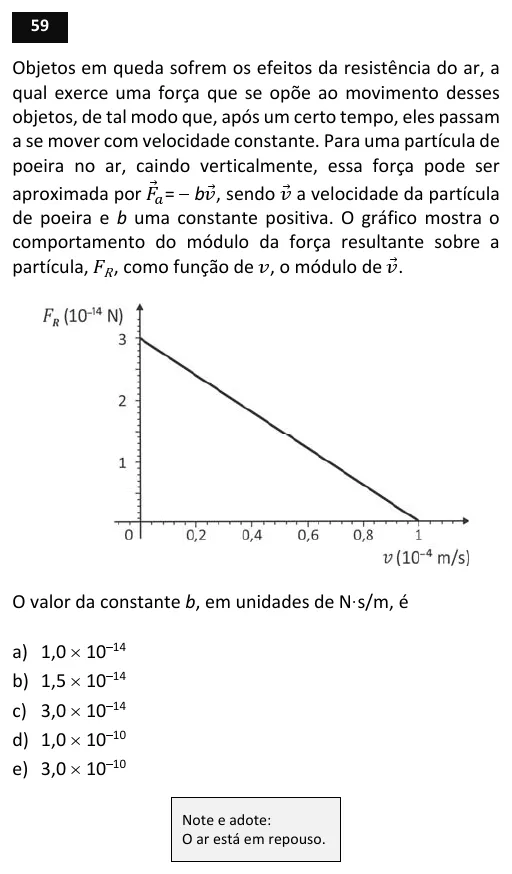 59
Objetos em queda sofrem os efeitos da resistência do ar, a
qual exerce uma força que se opõe ao movimento desses
objetos, de tal modo que, após um certo tempo, eles passam
a se mover com velocidade constante. Para uma partícula de
poeira no ar, caindo verticalmente, essa força pode ser
aproximada por F⃗ₐ= − bv⃗, sendo v⃗ a velocidade da partícula
de poeira e b uma constante positiva. O gráfico mostra o
comportamento do módulo da força resultante sobre a
partícula, F_R, como função de v, o módulo de v⃗.
F_R (10⁻¹⁴ N)
3
2
1
0 0,2 0,4 0,6 0,8 1
v (10⁻⁴ m/s)
O valor da constante b, em unidades de N·s/m, é
a) 1,0 × 10⁻¹⁴
b) 1,5 × 10⁻¹⁴
c) 3,0 × 10⁻¹⁴
d) 1,0 × 10⁻¹⁰
e) 3,0 × 10⁻¹⁰
Note e adote:
O ar está em repouso.